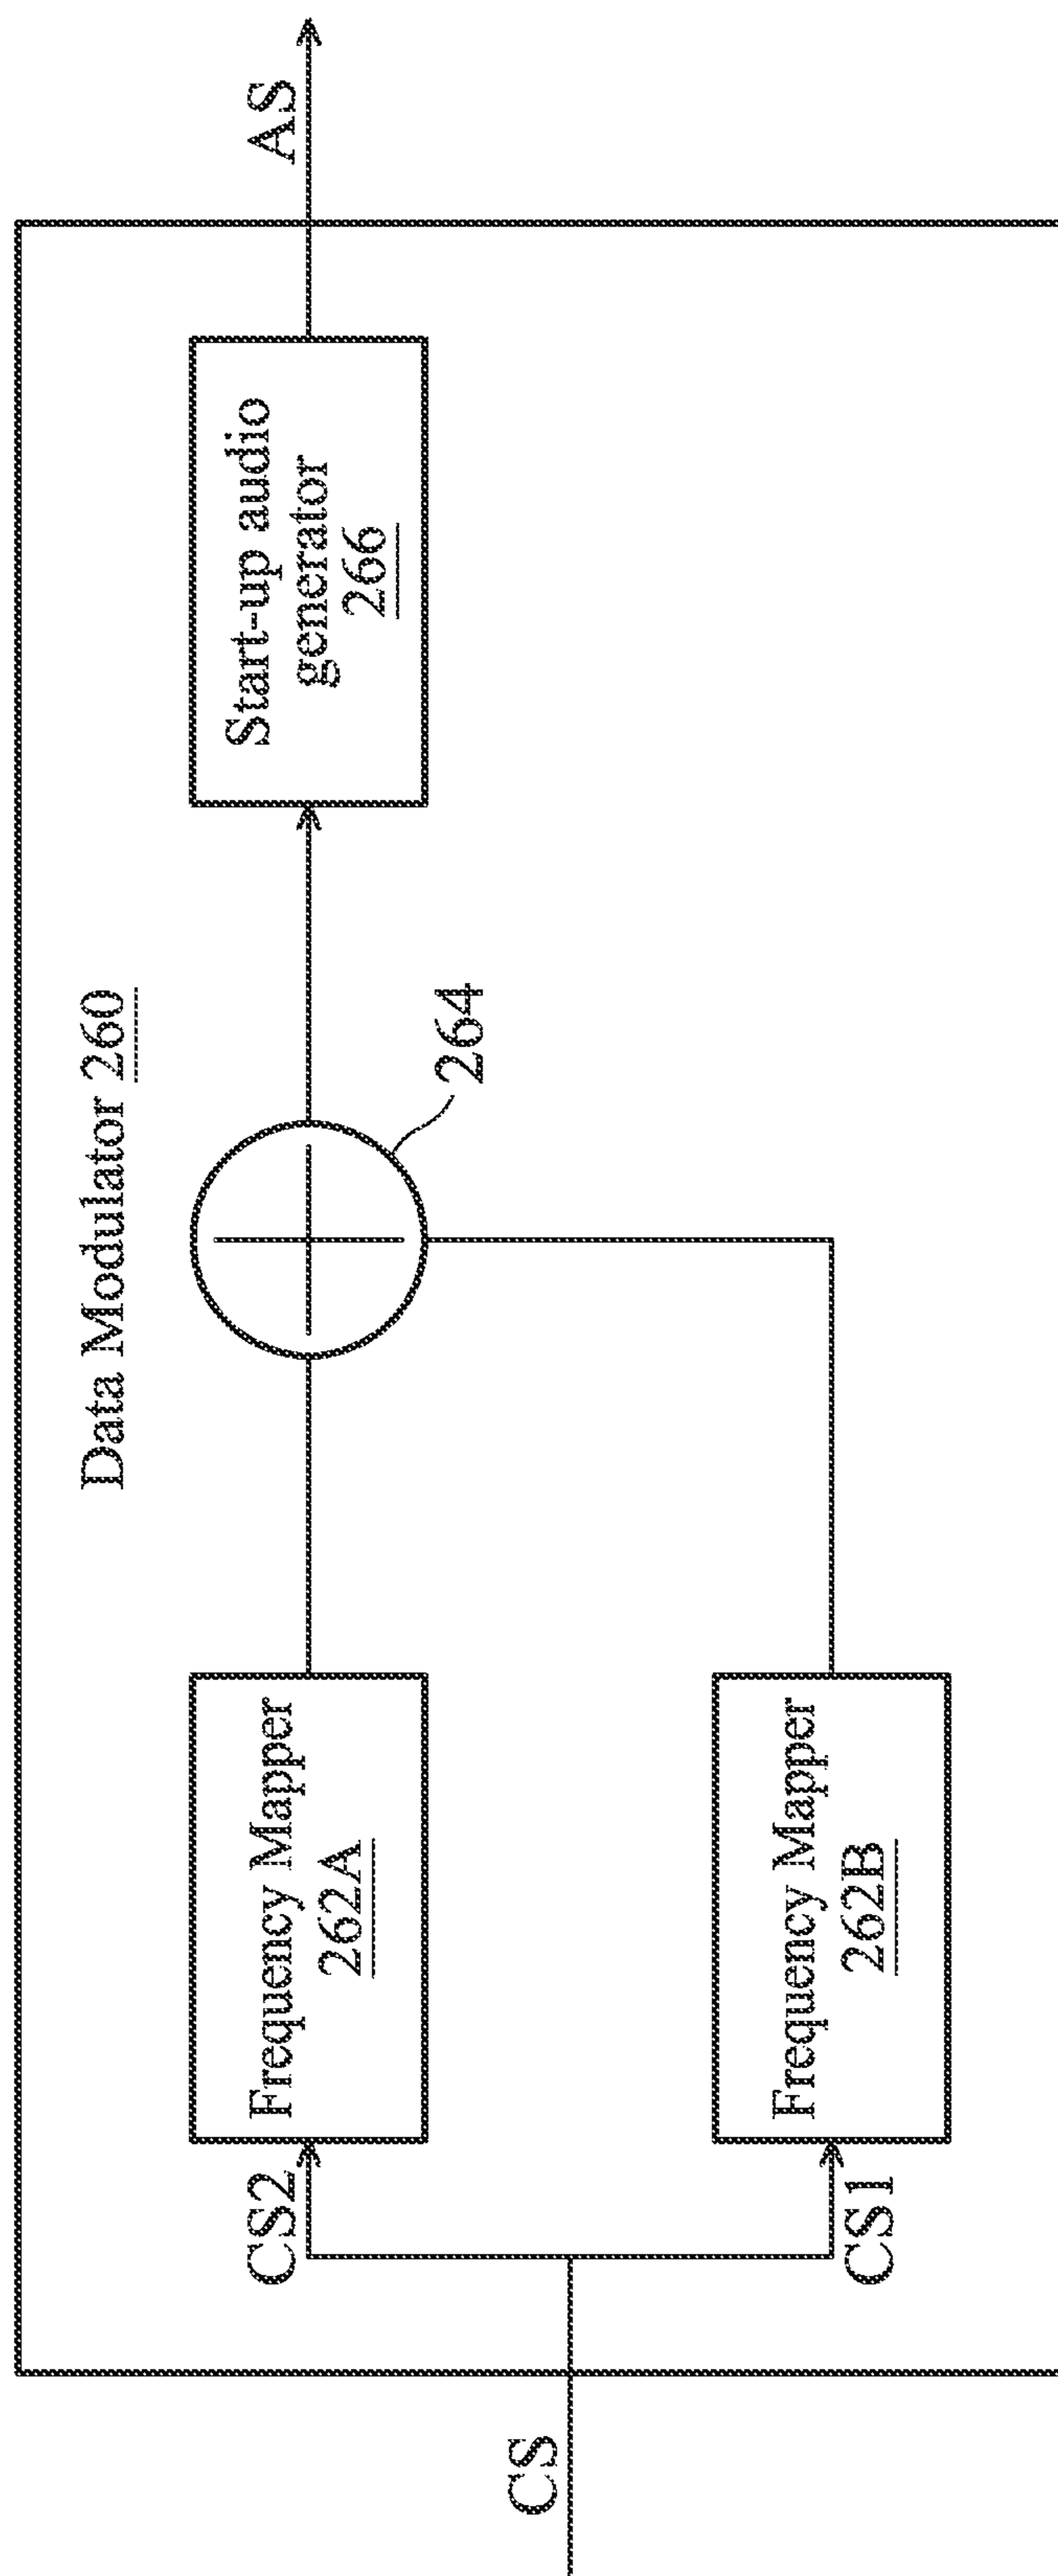 Data Modulator 260
CS
CS2
Frequency Mapper
262A
264
Start-up audio
generator
266
AS
CS1
Frequency Mapper
262B